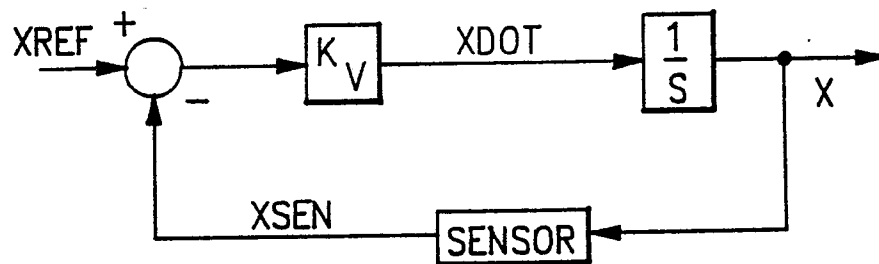 XREF
+
-
K V
XDOT
1
S
X
XSEN
SENSOR